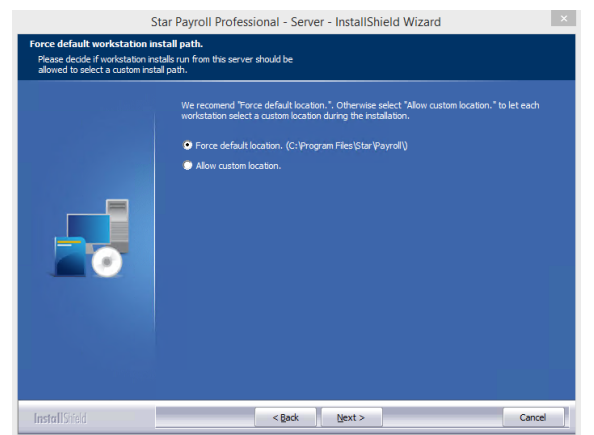 Star Payroll Professional - Server - InstallShield Wizard
Force default workstation install path.
Please decide if workstation installs run from this server should be
allowed to select a custom install path.
We recomend "Force default location.". Otherwise select "Allow custom location." to let each
workstation select a custom location during the installation.
Force default location. (C:\Program Files\Star\Payroll\)
Allow custom location.
InstallShield
< Back Next > Cancel